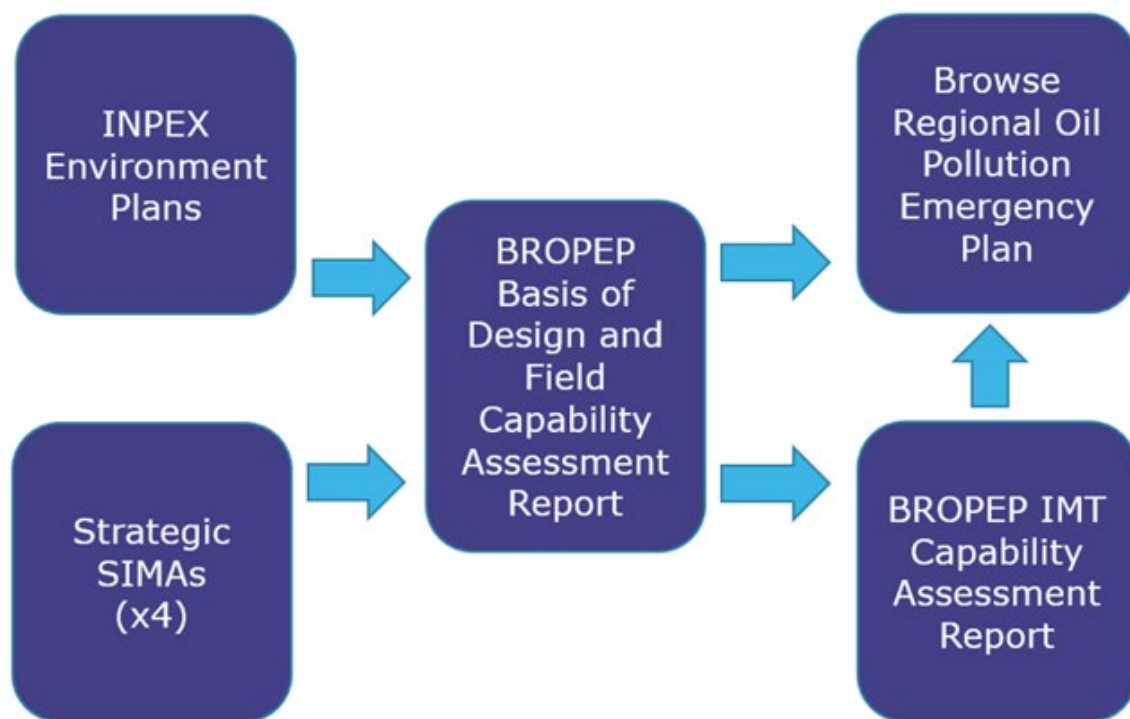 INPEX
Environment
Plans
Strategic
SIMAs
(x4)
BROPEP
Basis of
Design and
Field
Capability
Assessment
Report
Browse
Regional Oil
Pollution
Emergency
Plan
BROPEP IMT
Capability
Assessment
Report